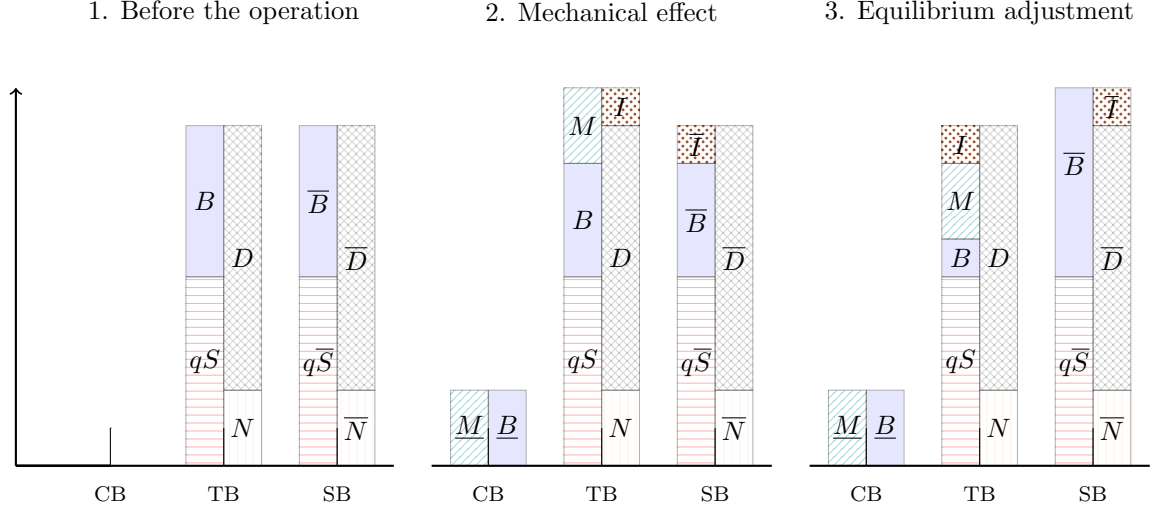 1. Before the operation
2. Mechanical effect
3. Equilibrium adjustment
B
D
qS
N
B̅
D̅
qS̅
N̅
M̲
B̲
M
I
B
D
qS
N
I̅
B̅
D̅
qS̅
N̅
M̲
B̲
I
M
B
D
qS
N
B̅
I̅
D̅
qS̅
N̅
CB
TB
SB
CB
TB
SB
CB
TB
SB